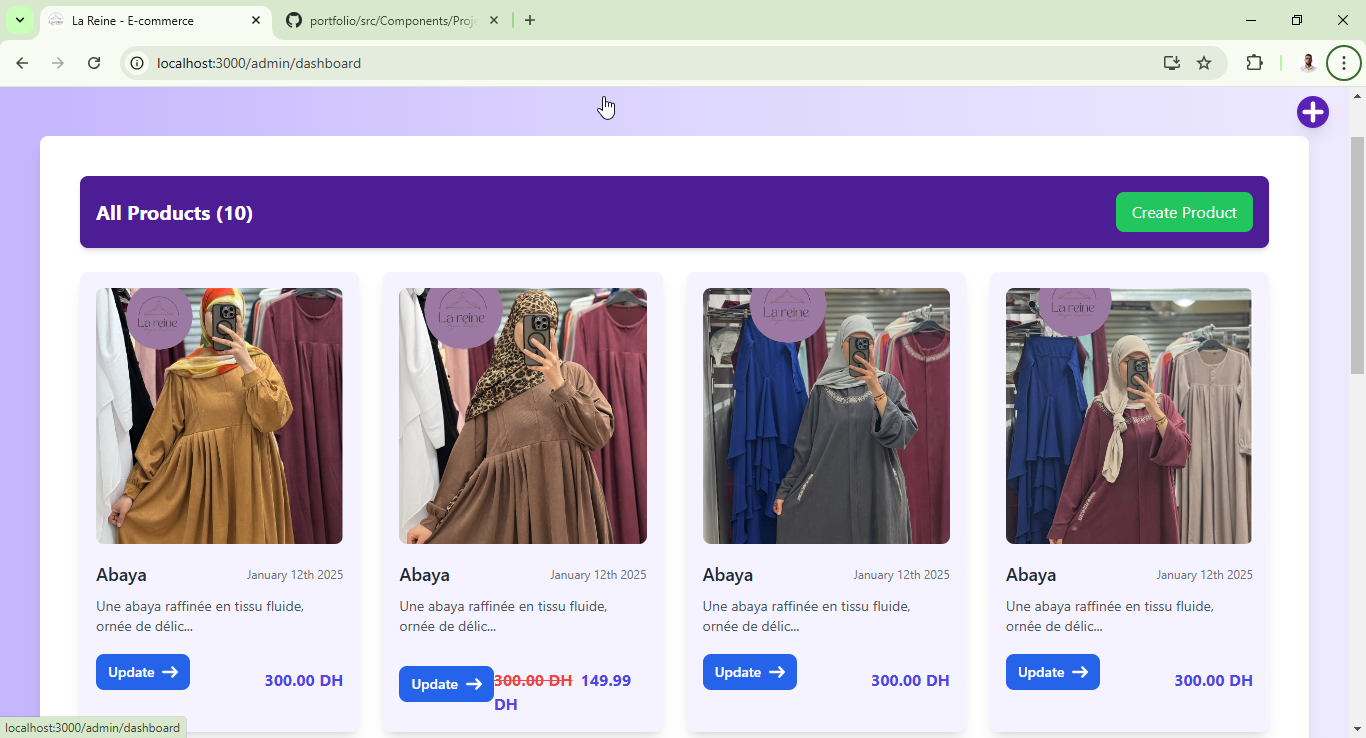 La Reine - E-commerce
portfolio/src/Components/Proje
localhost:3000/admin/dashboard
All Products (10)
Create Product
La reine
La reine
La reine
La reine
Abaya January 12th 2025
Une abaya raffinée en tissu fluide,
ornée de délic...
Update 300.00 DH
Abaya January 12th 2025
Une abaya raffinée en tissu fluide,
ornée de délic...
Update 300.00 DH 149.99
DH
Abaya January 12th 2025
Une abaya raffinée en tissu fluide,
ornée de délic...
Update 300.00 DH
Abaya January 12th 2025
Une abaya raffinée en tissu fluide,
ornée de délic...
Update 300.00 DH
localhost:3000/admin/dashboard